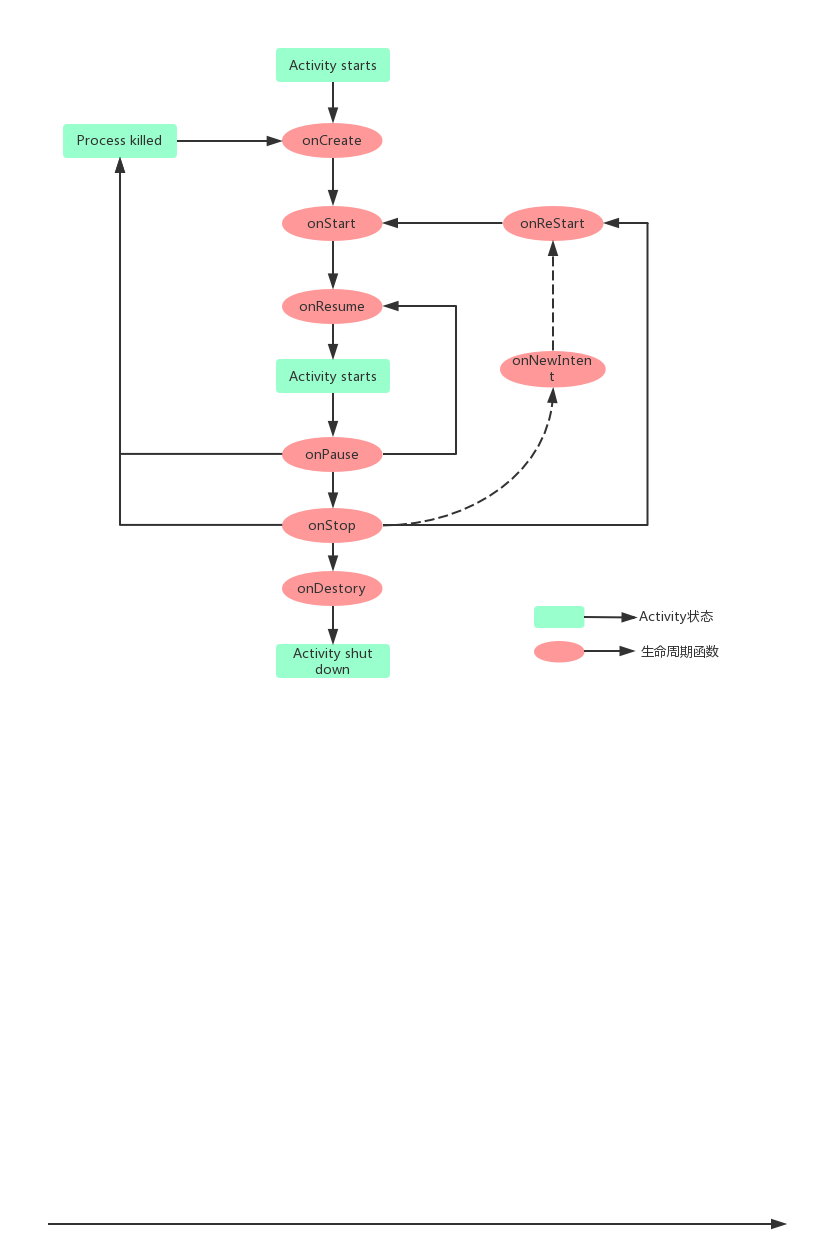 Activity starts
Process killed
onCreate
onStart
onReStart
onResume
onNewInten
t
Activity starts
onPause
onStop
onDestory
Activity状态
Activity shut
down
生命周期函数